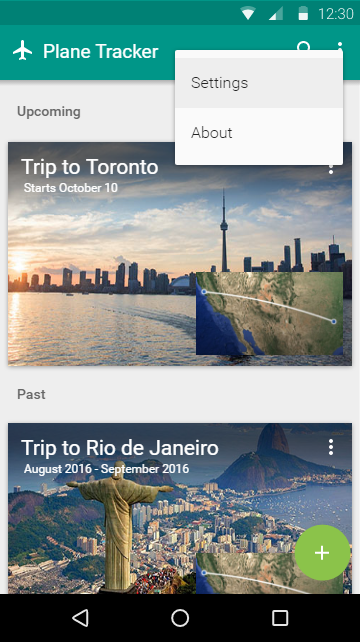 12:30
Plane Tracker
Settings
About
Upcoming
Trip to Toronto
Starts October 10
Past
Trip to Rio de Janeiro
August 2016 - September 2016